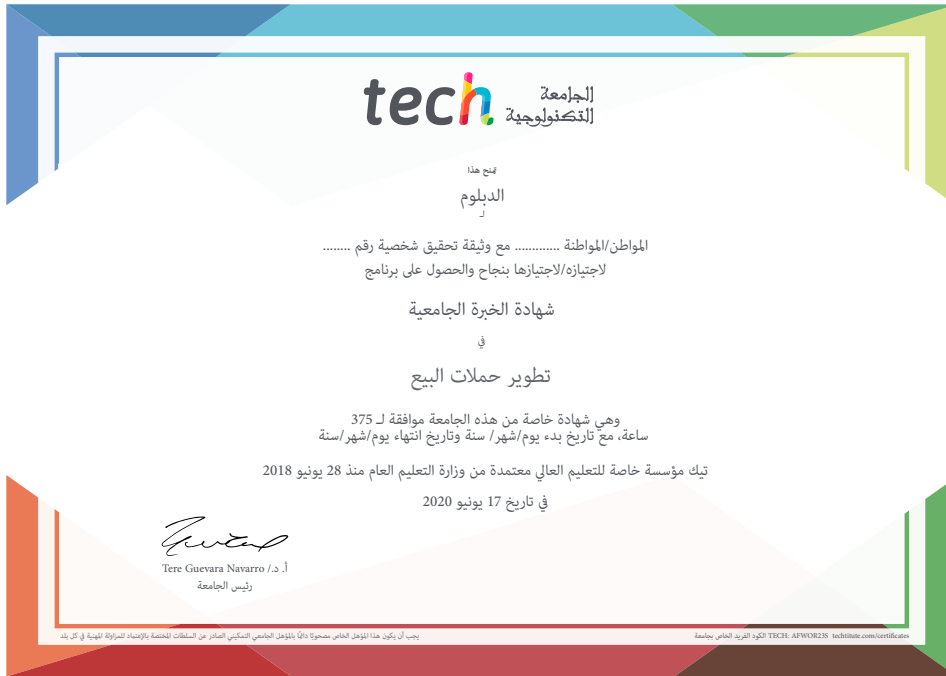 tech الجامعة
التكنولوجية
تمنح هذا
الدبلوم
لـ
المواطن/المواطنة ............ مع وثيقة تحقيق شخصية رقم ........
لاجتيازه/لاجتيازها بنجاح والحصول على برنامج
شهادة الخبرة الجامعية
في
تطوير حملات البيع
وهي شهادة خاصة من هذه الجامعة موافقة لـ 375
ساعة، مع تاريخ بدء يوم/شهر/ سنة وتاريخ انتهاء يوم/شهر/سنة
تيك مؤسسة خاصة للتعليم العالي معتمدة من وزارة التعليم العام منذ 28 يونيو 2018
في تاريخ 17 يونيو 2020
أ. د./ Tere Guevara Navarro
رئيس الجامعة
يجب أن يكون هذا المؤهل الخاص مصحوبًا دائمًا بالمؤهل الجامعي التمكيني الصادر عن السلطات المختصة بالإعتماد للمزاولة المهنية في كل بلد
الكود الفريد الخاص بجامعة TECH: AFWOR23S techtitute.com/certificates